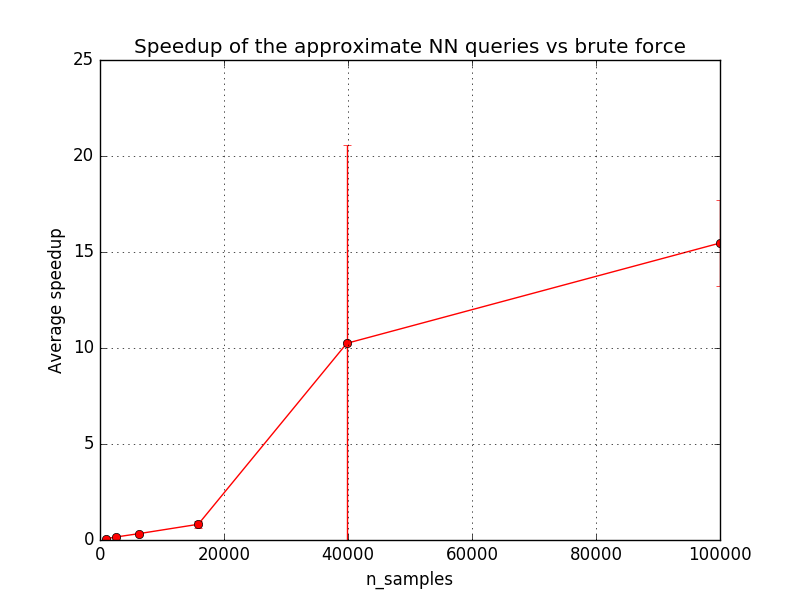 Speedup of the approximate NN queries vs brute force
25
20
15
10
5
0
Average speedup
0 20000 40000 60000 80000 100000
n_samples